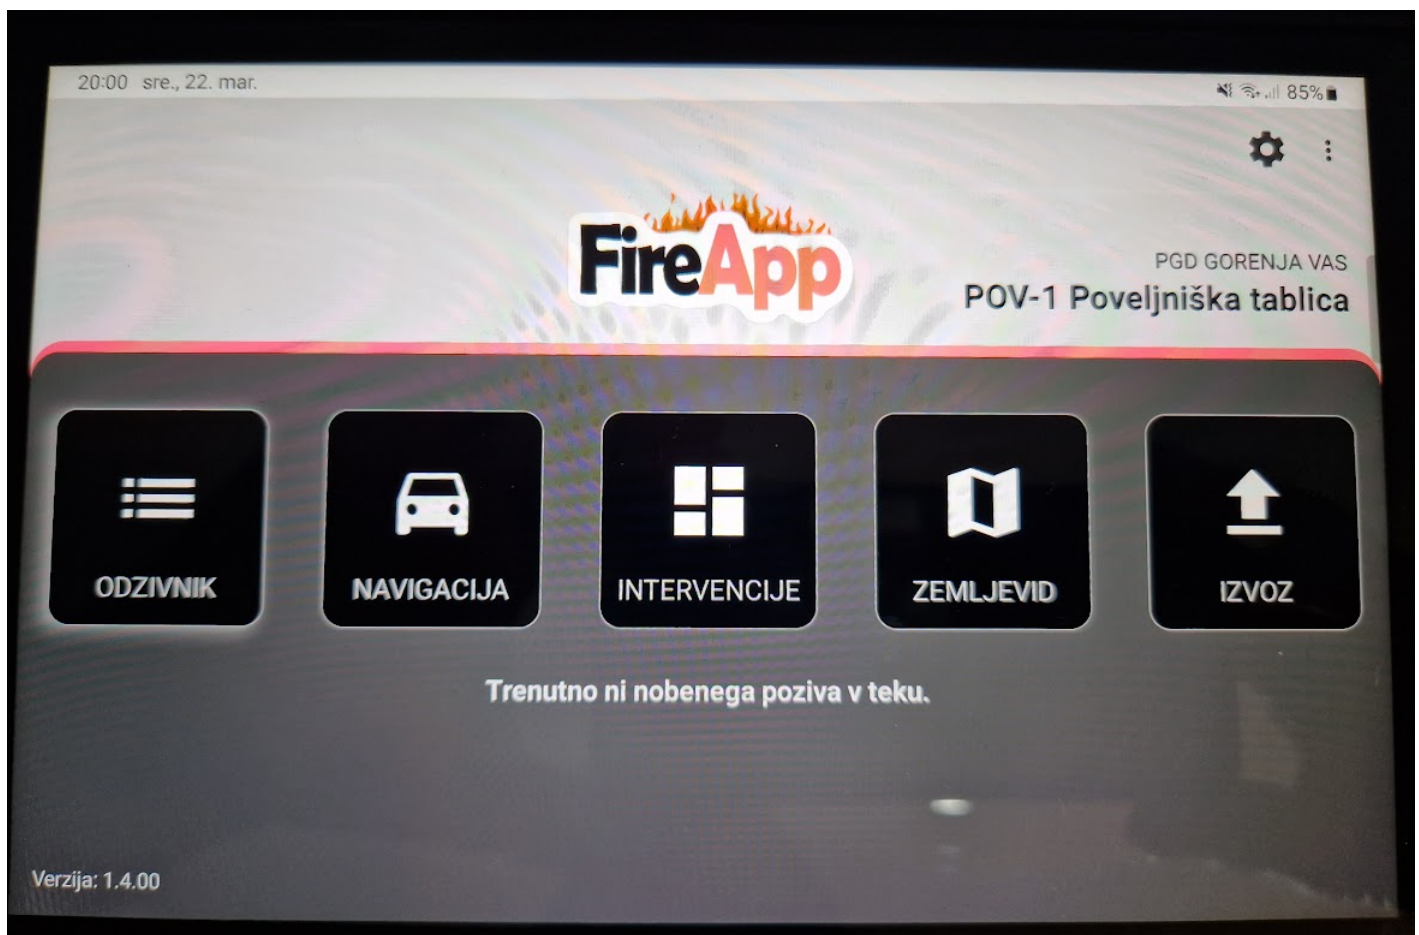 20:00 sre., 22. mar.
85%
FireApp
PGD GORENJA VAS
POV-1 Poveljniška tablica
ODZIVNIK
NAVIGACIJA
INTERVENCIJE
ZEMLJEVID
IZVOZ
Trenutno ni nobenega poziva v teku.
Verzija: 1.4.00